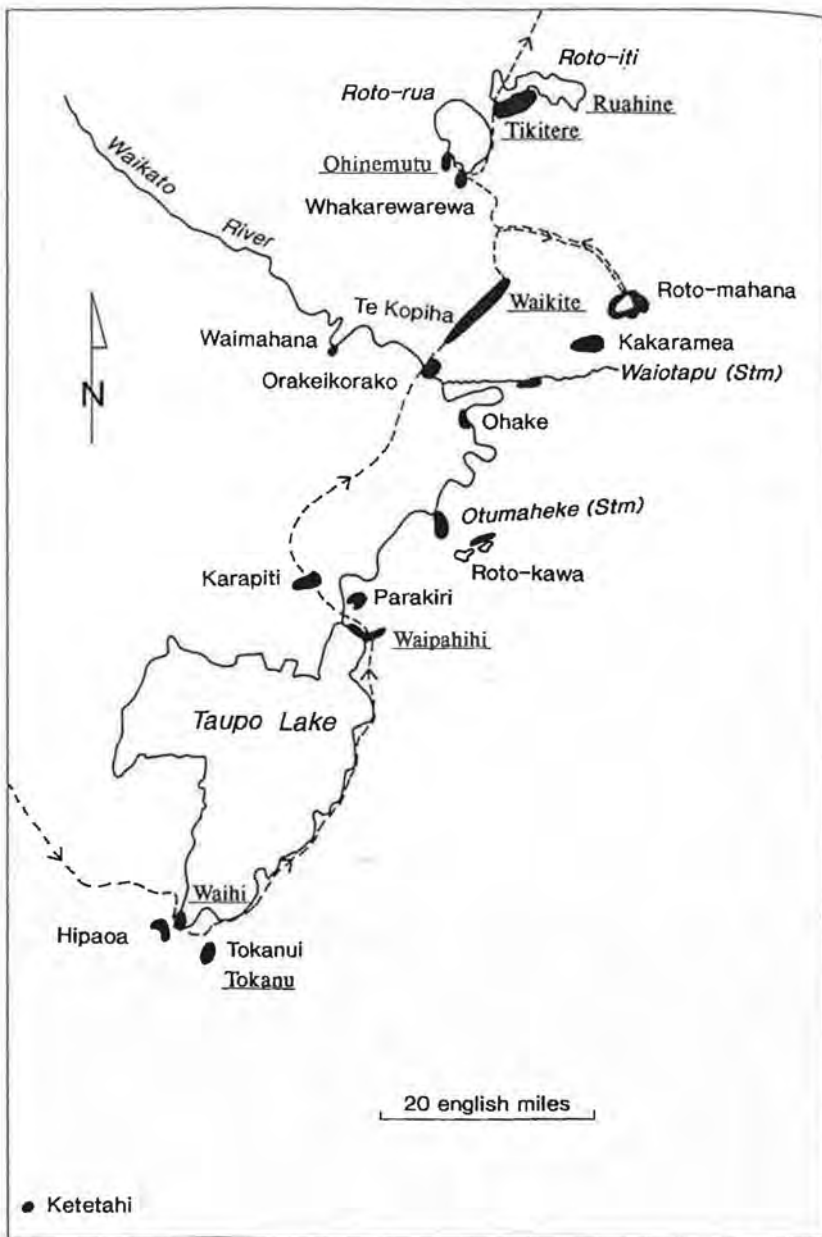 Roto-iti
Roto-rua
Ruahine
Tikitere
Ohinemutu
Whakarewarewa
Waikato
River
Roto-mahana
Te Kopiha
Waikite
Waimahana
Kakaramea
Orakeikorako
Waiotapu (Stm)
N
Ohake
Otumaheke (Stm)
Roto-kawa
Karapiti
Parakiri
Waipahihi
Taupo Lake
Waihi
Hipaoa
Tokanui
Tokanu
20 english miles
Ketetahi